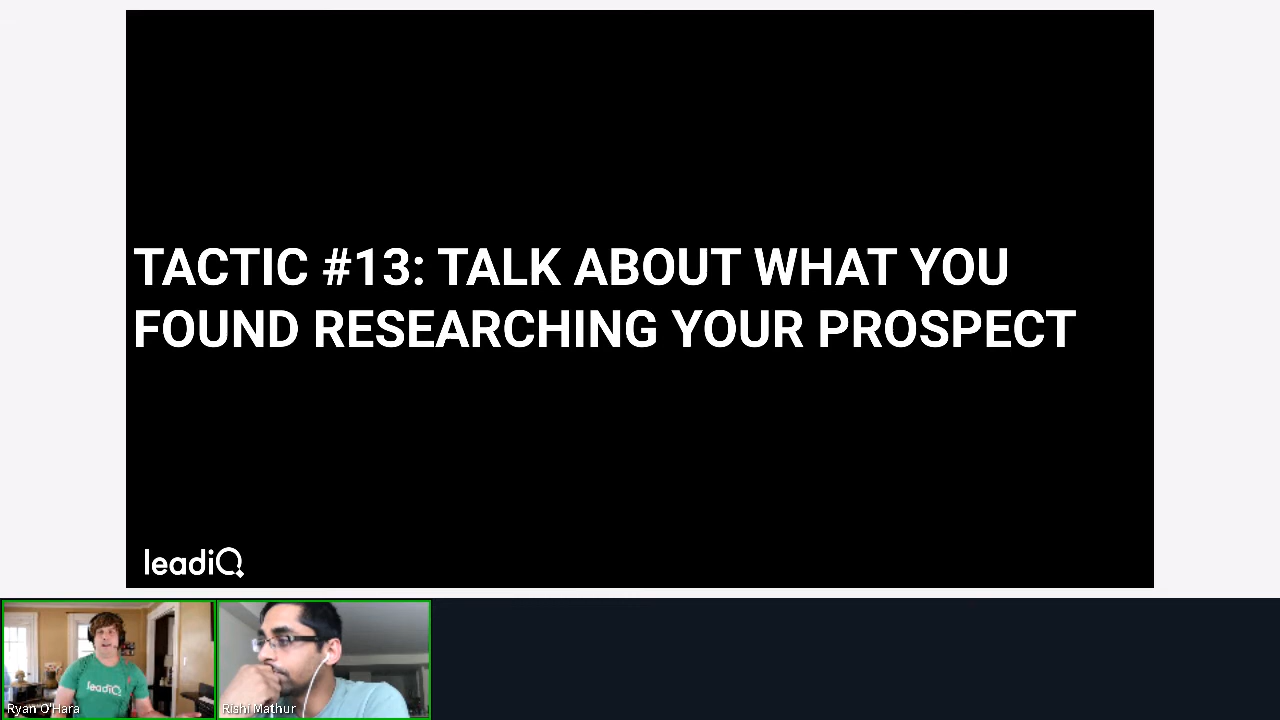 TACTIC #13: TALK ABOUT WHAT YOU
FOUND RESEARCHING YOUR PROSPECT
leadiQ
leadiQ
Ryan O'Hara
Rishi Mathur